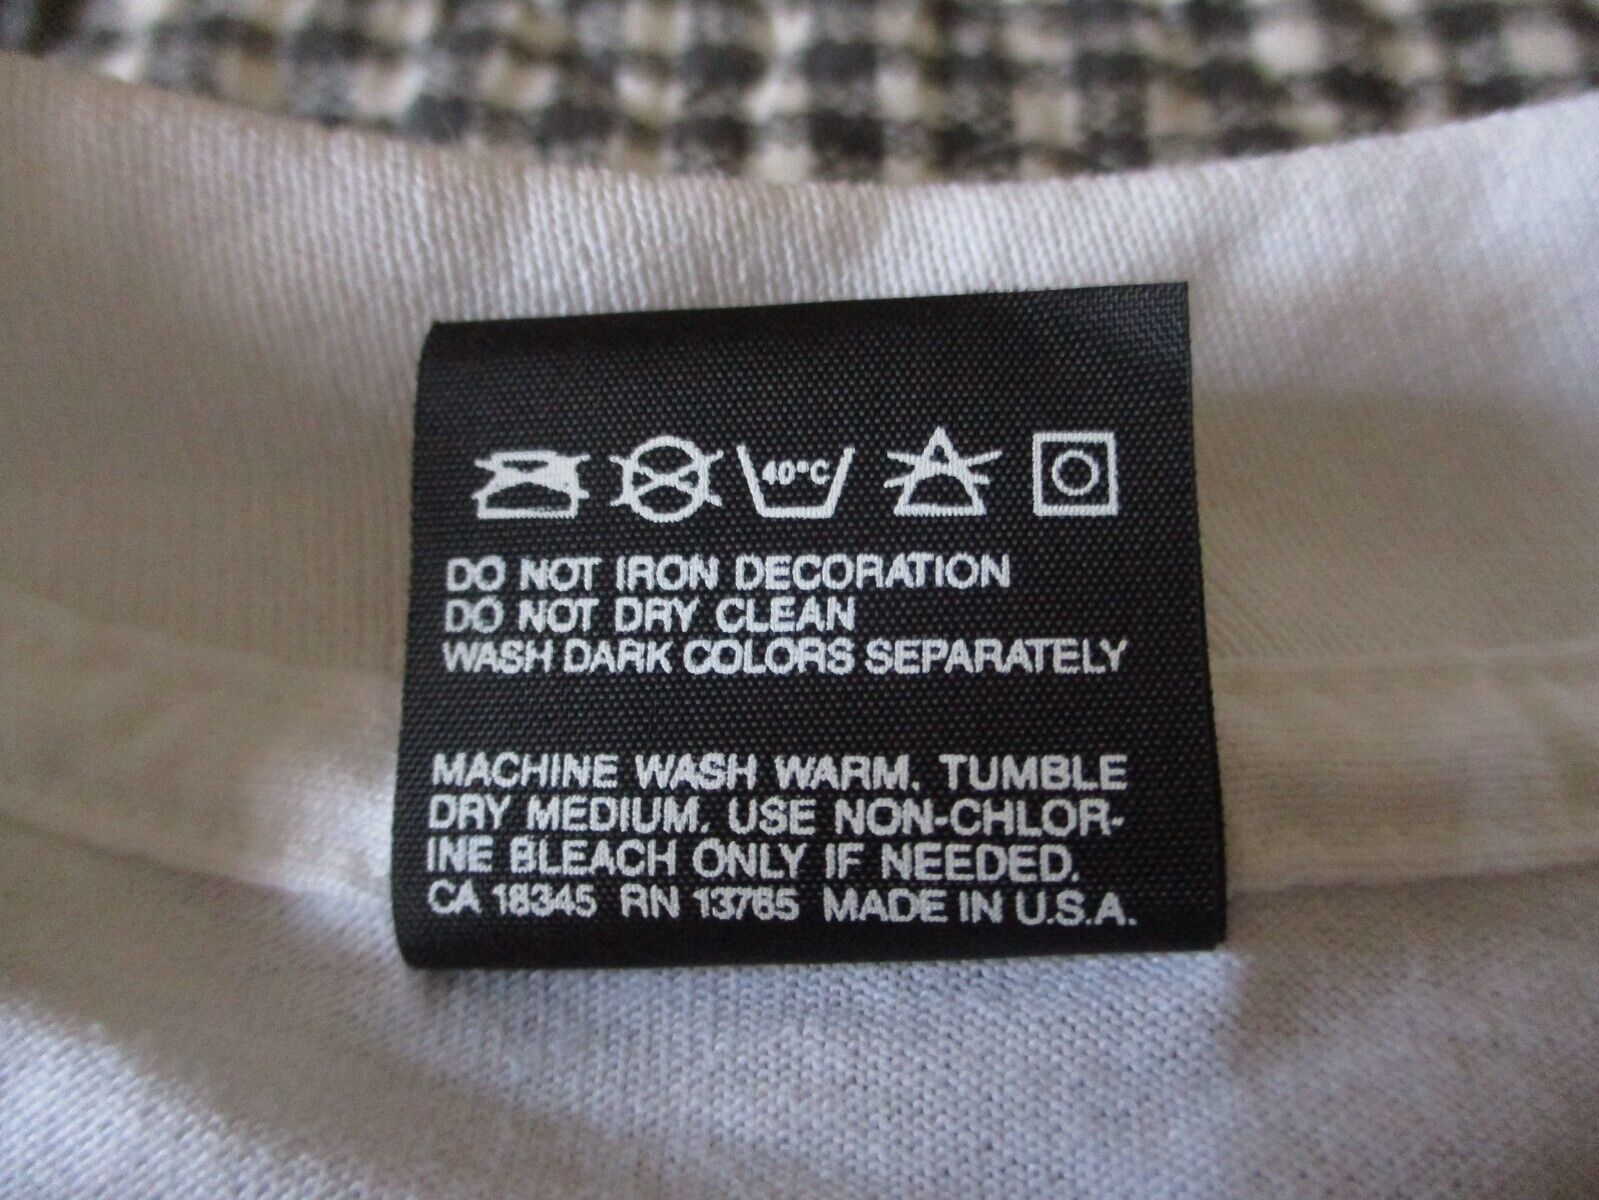 40°C
DO NOT IRON DECORATION
DO NOT DRY CLEAN
WASH DARK COLORS SEPARATELY
MACHINE WASH WARM. TUMBLE
DRY MEDIUM. USE NON-CHLOR-
INE BLEACH ONLY IF NEEDED.
CA 18345 RN 13765 MADE IN U.S.A.